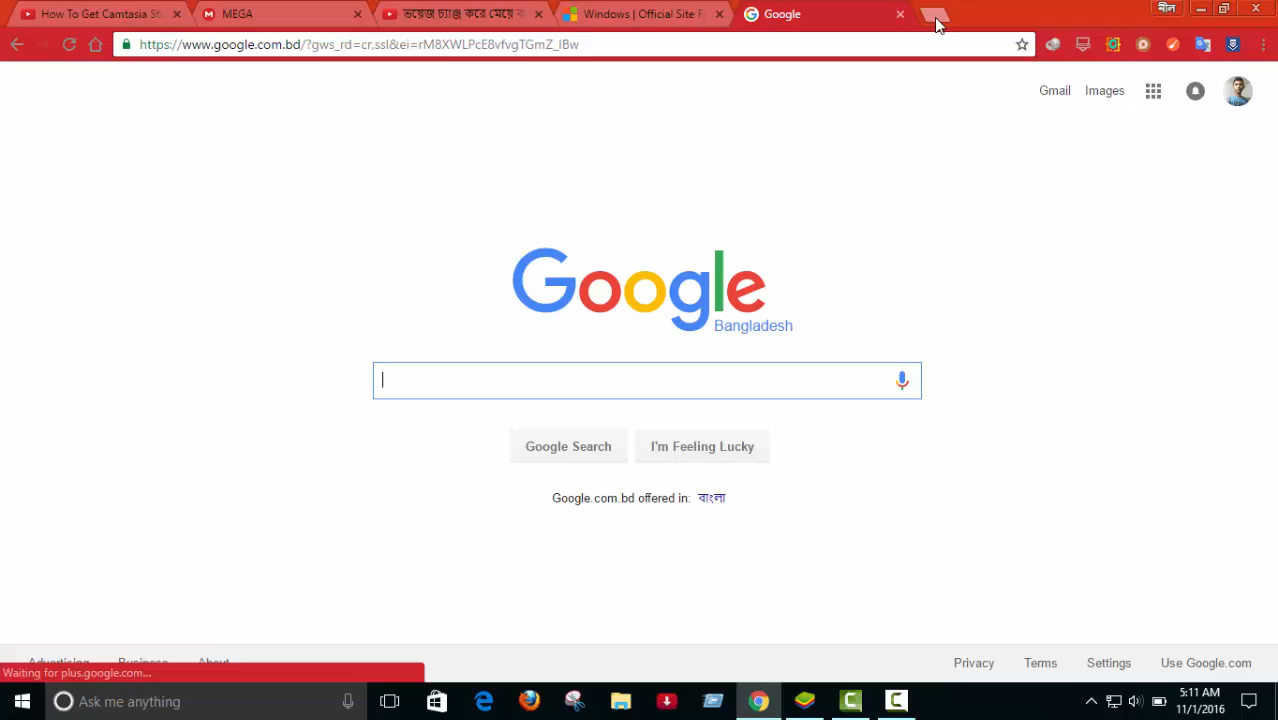 How To Get Camtasia St
MEGA
ভয়েজ চ্যাঞ্জ করে মেয়ে ক
Windows | Official Site F
Google
নীল
https://www.google.com.bd/?gws_rd=cr,ssl&ei=rM8XWLPcE8vfvgTGmZ_IBw
Gmail Images
Google
Bangladesh
Google Search I'm Feeling Lucky
Google.com.bd offered in: বাংলা
Advertising Business About
Privacy Terms Settings Use Google.com
Waiting for plus.google.com...
Ask me anything
5:11 AM
11/1/2016